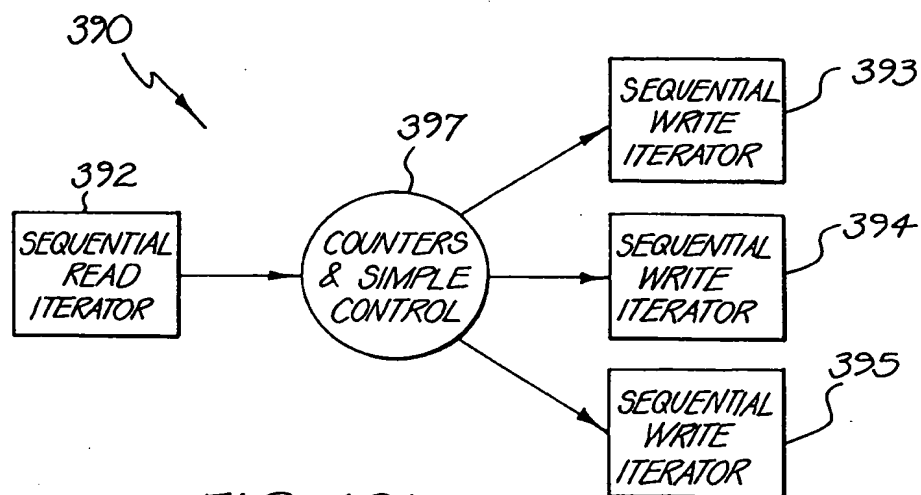 390
393
SEQUENTIAL
WRITE
ITERATOR
397
392
SEQUENTIAL
READ
ITERATOR
COUNTERS
& SIMPLE
CONTROL
394
SEQUENTIAL
WRITE
ITERATOR
395
SEQUENTIAL
WRITE
ITERATOR